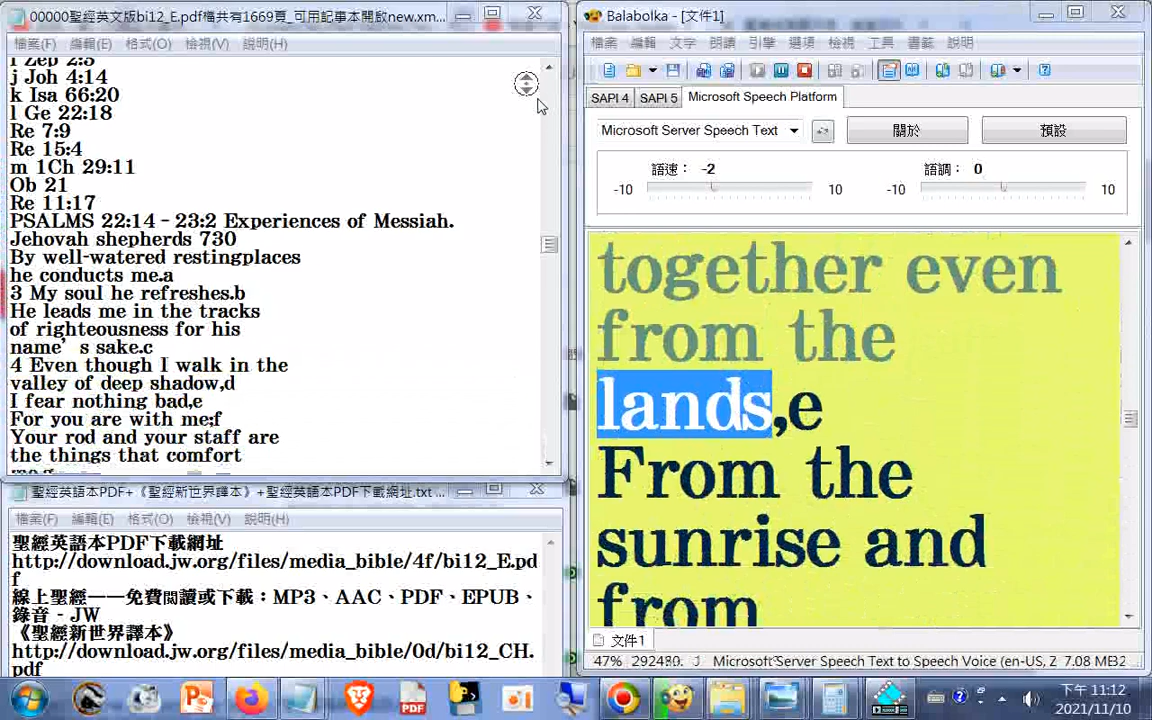 00000聖經英文版bi12_E.pdf檔共有1669頁_可用記事本開啟new.xm...
檔案(F) 編輯(E) 格式(O) 檢視(V) 說明(H)
l Zep 2:3
j Joh 4:14
k Isa 66:20
l Ge 22:18
Re 7:9
Re 15:4
m 1Ch 29:11
Ob 21
Re 11:17
PSALMS 22:14–23:2 Experiences of Messiah.
Jehovah shepherds 730
By well-watered restingplaces
he conducts me.a
3 My soul he refreshes.b
He leads me in the tracks
of righteousness for his
name’s sake.c
4 Even though I walk in the
valley of deep shadow,d
I fear nothing bad,e
For you are with me;f
Your rod and your staff are
the things that comfort
me.g
聖經英語本PDF+《聖經新世界譯本》+聖經英語本PDF下載網址.txt ...
檔案(F) 編輯(E) 格式(O) 檢視(V) 說明(H)
聖經英語本PDF下載網址
http://download.jw.org/files/media_bible/4f/bi12_E.pd
f
線上聖經——免費閱讀或下載：MP3、AAC、PDF、EPUB、
錄音 - JW
《聖經新世界譯本》
http://download.jw.org/files/media_bible/0d/bi12_CH.
pdf
Balabolka - [文件1]
檔案 編輯 文字 朗讀 引擎 選項 檢視 工具 書籤 說明
SAPI 4 SAPI 5 Microsoft Speech Platform
Microsoft Server Speech Text 關於 預設
語速： -2 語調： 0
-10 10 -10 10
together even
from the
lands,e
From the
sunrise and
from
文件1
47% 292480. Microsoft Server Speech Text to Speech Voice (en-US, Z 7.08 MB
下午 11:12
2021/11/10